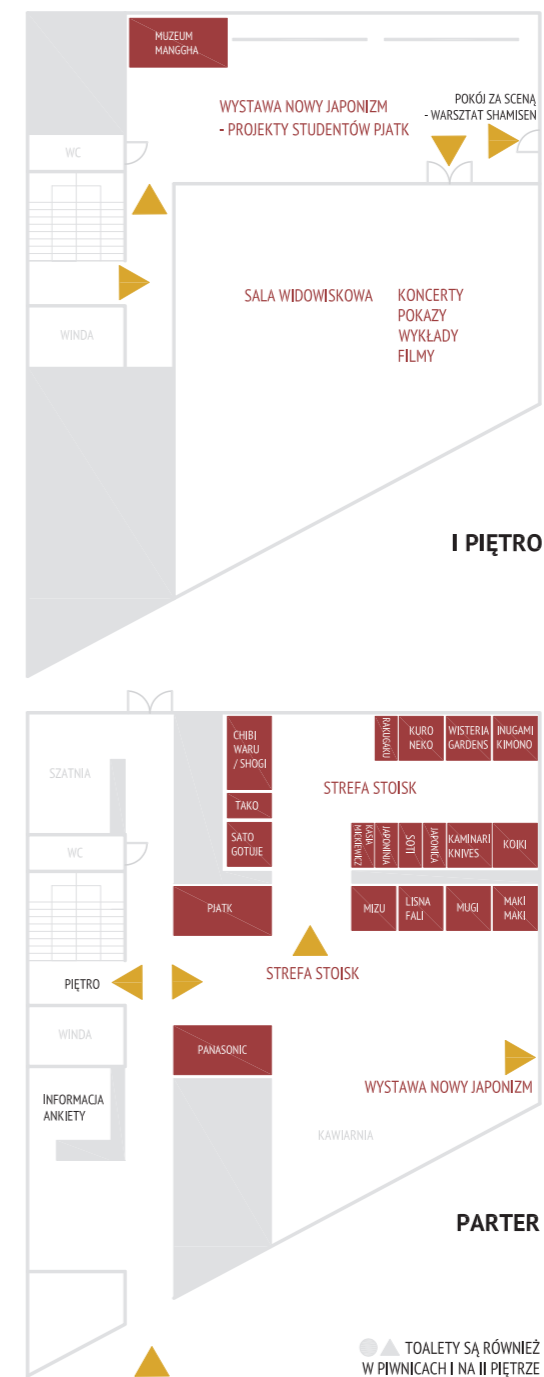 MUZEUM
MANGGHA
WYSTAWA NOWY JAPONIZM
- PROJEKTY STUDENTÓW PJATK
POKÓJ ZA SCENĄ
- WARSZTAT SHAMISEN
WC
WINDA
SALA WIDOWISKOWA
KONCERTY
POKAZY
WYKŁADY
FILMY
I PIĘTRO
SZATNIA
WC
PIĘTRO
WINDA
INFORMACJA
ANKIETY
CHIBI
WARU
/ SHOGI
TAKO
SATO
GOTUJE
PJATK
PANASONIC
RAKUGAKU
KURO
NEKO
WISTERIA
GARDENS
INUGAMI
KIMONO
STREFA STOISK
KASIA
MICKIEWICZ
JAPONINJA
SOTI
JAPONICA
KAMINARI
KNIVES
KOIKI
MIZU
LISNA
FALI
MUGI
MAKI
MAKI
STREFA STOISK
WYSTAWA NOWY JAPONIZM
KAWIARNIA
PARTER
TOALETY SĄ RÓWNIEŻ
W PIWNICACH I NA II PIĘTRZE